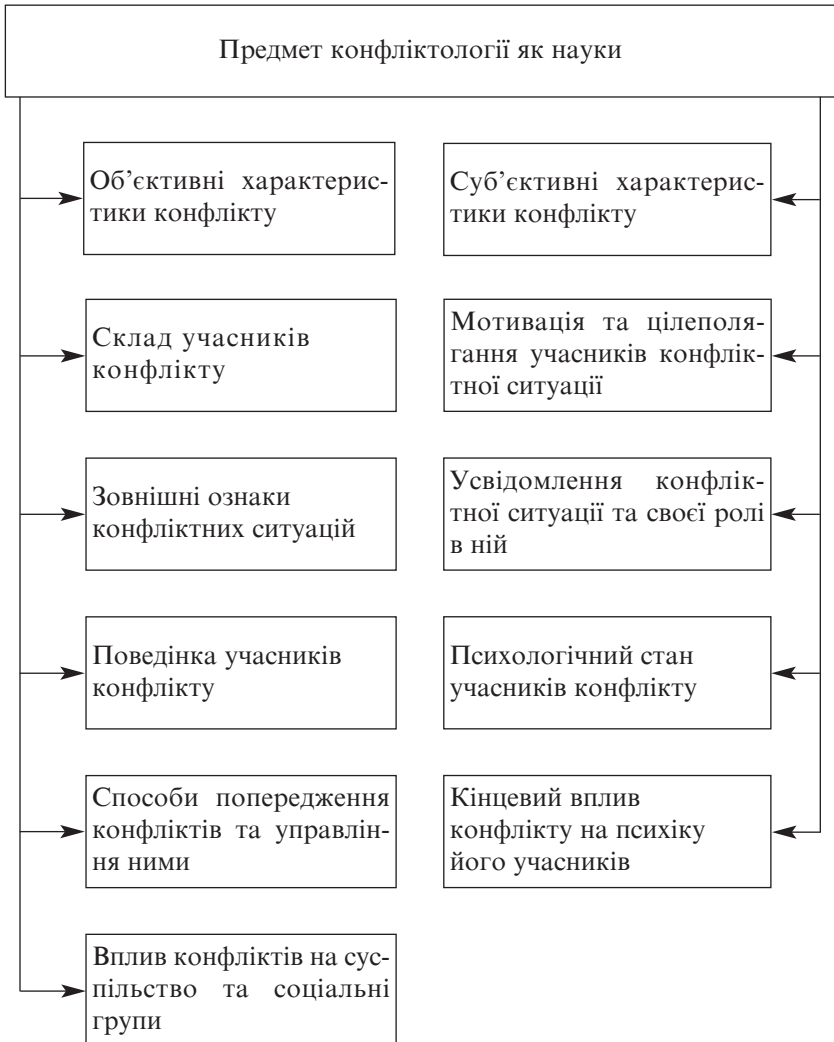 Предмет конфліктології як науки
Об’єктивні характерис-
тики конфлікту
Суб’єктивні характерис-
тики конфлікту
Склад учасників
конфлікту
Мотивація та цілеполя-
гання учасників конфлік-
тної ситуації
Зовнішні ознаки
конфліктних ситуацій
Усвідомлення конфлік-
тної ситуації та своєї ролі
в ній
Поведінка учасників
конфлікту
Психологічний стан
учасників конфлікту
Способи попередження
конфліктів та управлін-
ня ними
Кінцевий вплив
конфлікту на психіку
його учасників
Вплив конфліктів на сус-
пільство та соціальні
групи